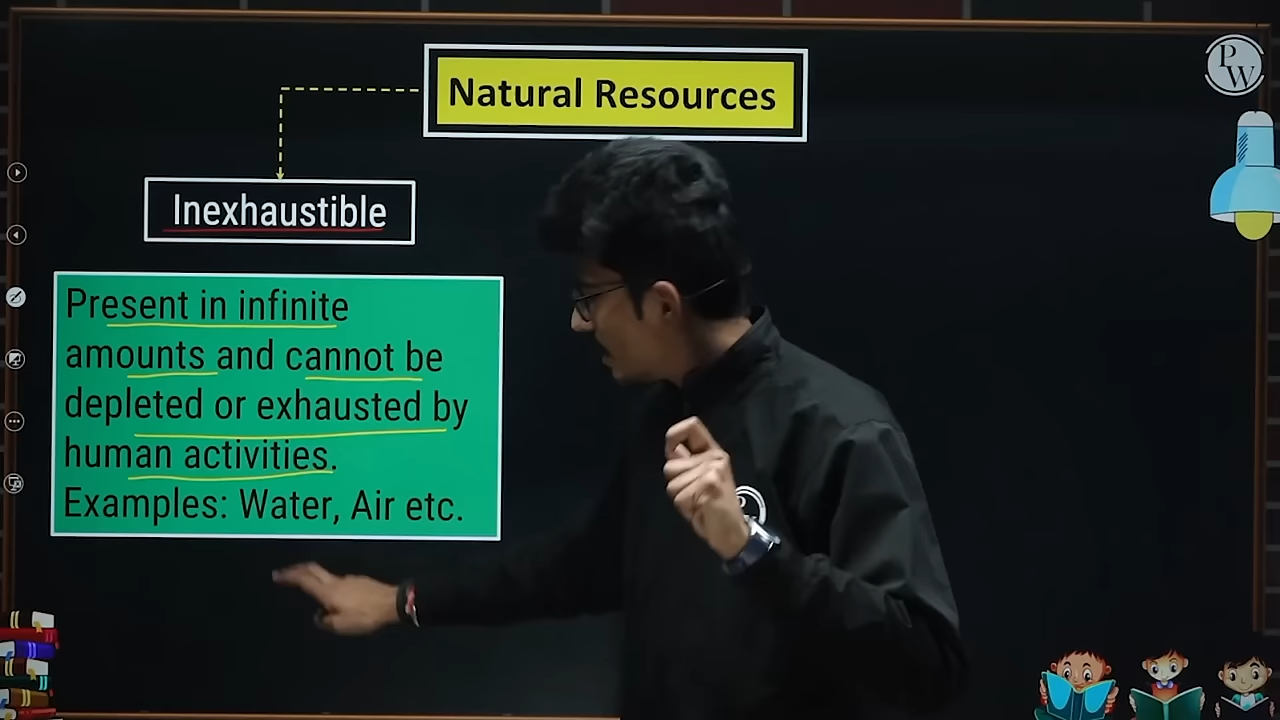 Natural Resources
PW
Inexhaustible
Present in infinite
amounts and cannot be
depleted or exhausted by
human activities.
Examples: Water, Air etc.